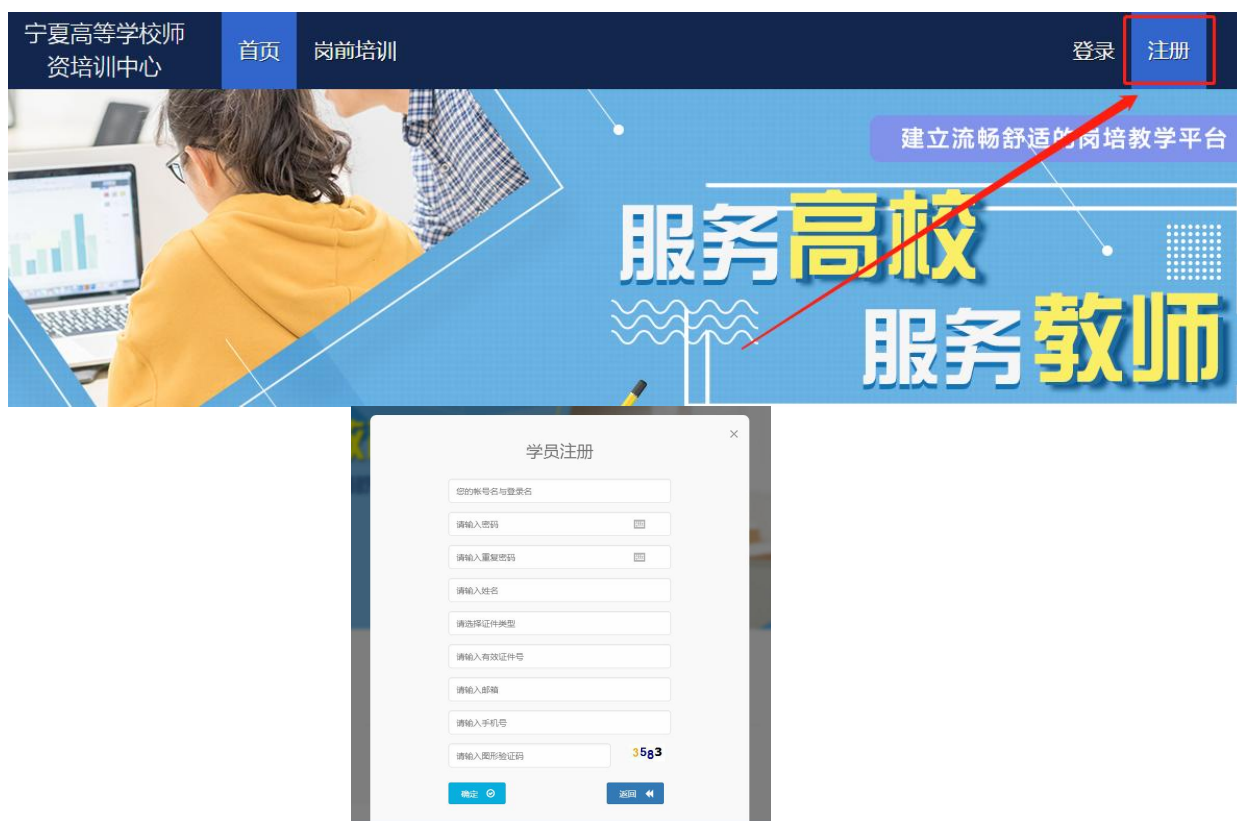 宁夏高等学校师
资培训中心
首页
岗前培训
登录
注册
建立流畅舒适的岗培教学平台
服务高校
服务教师
学员注册
您的帐号名与登录名
请输入密码
请输入重复密码
请输入姓名
请选择证件类型
请输入有效证件号
请输入邮箱
请输入手机号
请输入图形验证码
3583
确定
返回